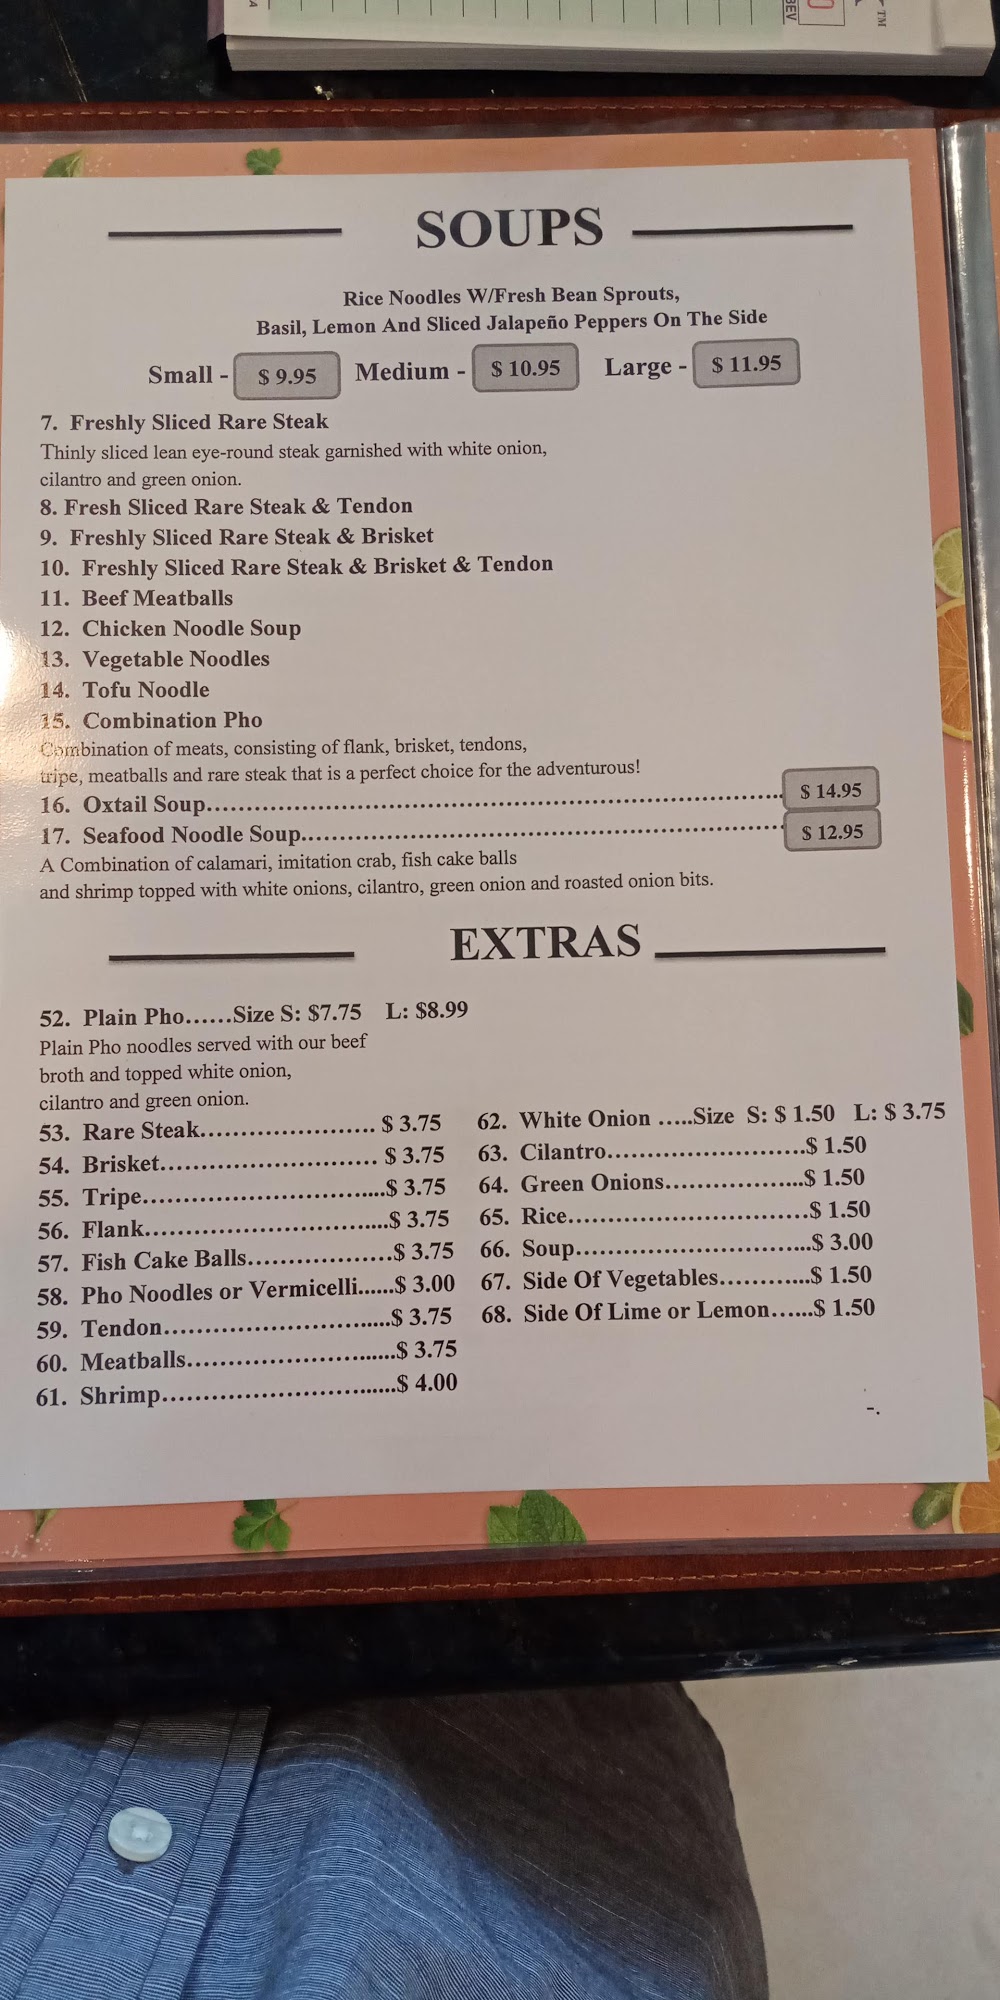 A
BEV
TM
SOUPS
Rice Noodles W/Fresh Bean Sprouts,
Basil, Lemon And Sliced Jalapeño Peppers On The Side
Small - $ 9.95 Medium - $ 10.95 Large - $ 11.95
7. Freshly Sliced Rare Steak
Thinly sliced lean eye-round steak garnished with white onion,
cilantro and green onion.
8. Fresh Sliced Rare Steak & Tendon
9. Freshly Sliced Rare Steak & Brisket
10. Freshly Sliced Rare Steak & Brisket & Tendon
11. Beef Meatballs
12. Chicken Noodle Soup
13. Vegetable Noodles
14. Tofu Noodle
15. Combination Pho
Combination of meats, consisting of flank, brisket, tendons,
tripe, meatballs and rare steak that is a perfect choice for the adventurous!
16. Oxtail Soup........ $ 14.95
17. Seafood Noodle Soup........ $ 12.95
A Combination of calamari, imitation crab, fish cake balls
and shrimp topped with white onions, cilantro, green onion and roasted onion bits.
EXTRAS
52. Plain Pho......Size S: $7.75 L: $8.99
Plain Pho noodles served with our beef
broth and topped white onion,
cilantro and green onion.
53. Rare Steak........ $ 3.75
54. Brisket........ $ 3.75
55. Tripe........$ 3.75
56. Flank........$ 3.75
57. Fish Cake Balls........$ 3.75
58. Pho Noodles or Vermicelli......$ 3.00
59. Tendon........$ 3.75
60. Meatballs........$ 3.75
61. Shrimp........$ 4.00
62. White Onion .....Size S: $ 1.50 L: $ 3.75
63. Cilantro........$ 1.50
64. Green Onions........$ 1.50
65. Rice........$ 1.50
66. Soup........$ 3.00
67. Side Of Vegetables........$ 1.50
68. Side Of Lime or Lemon......$ 1.50